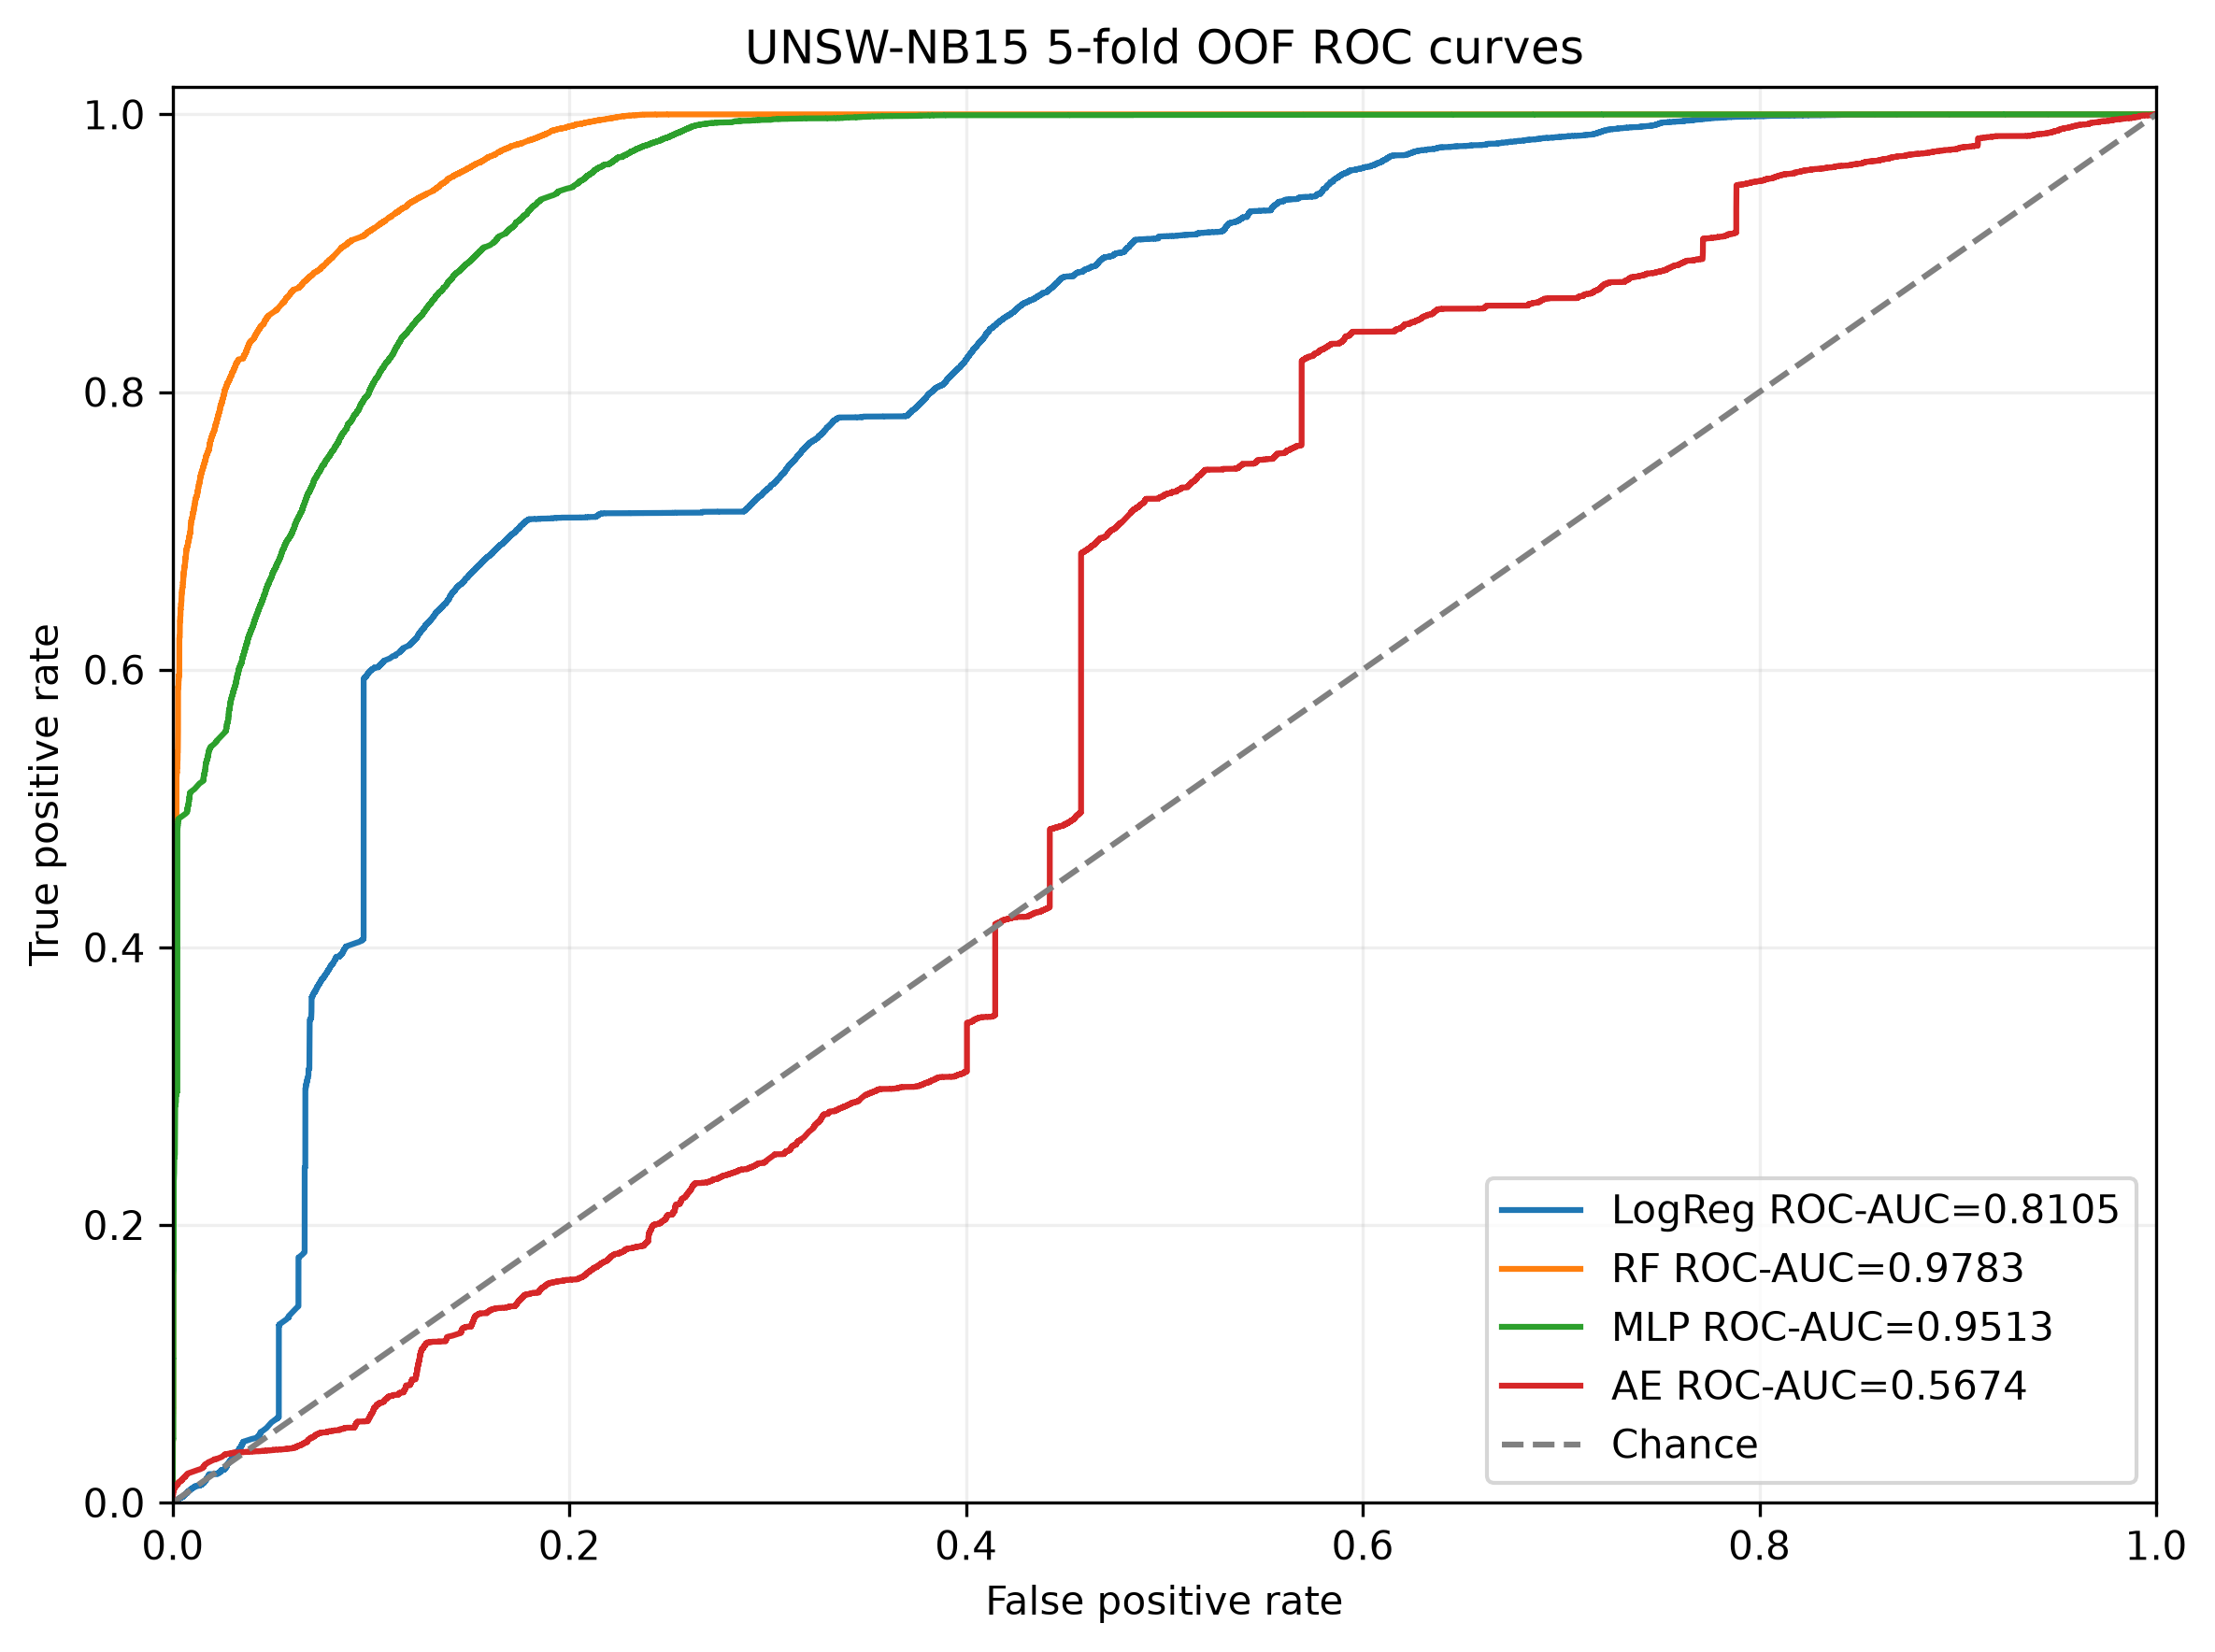 UNSW-NB15 5-fold OOF ROC curves
True positive rate
1.0
0.8
0.6
0.4
0.2
0.0
0.0 0.2 0.4 0.6 0.8 1.0
False positive rate
LogReg ROC-AUC=0.8105
RF ROC-AUC=0.9783
MLP ROC-AUC=0.9513
AE ROC-AUC=0.5674
Chance